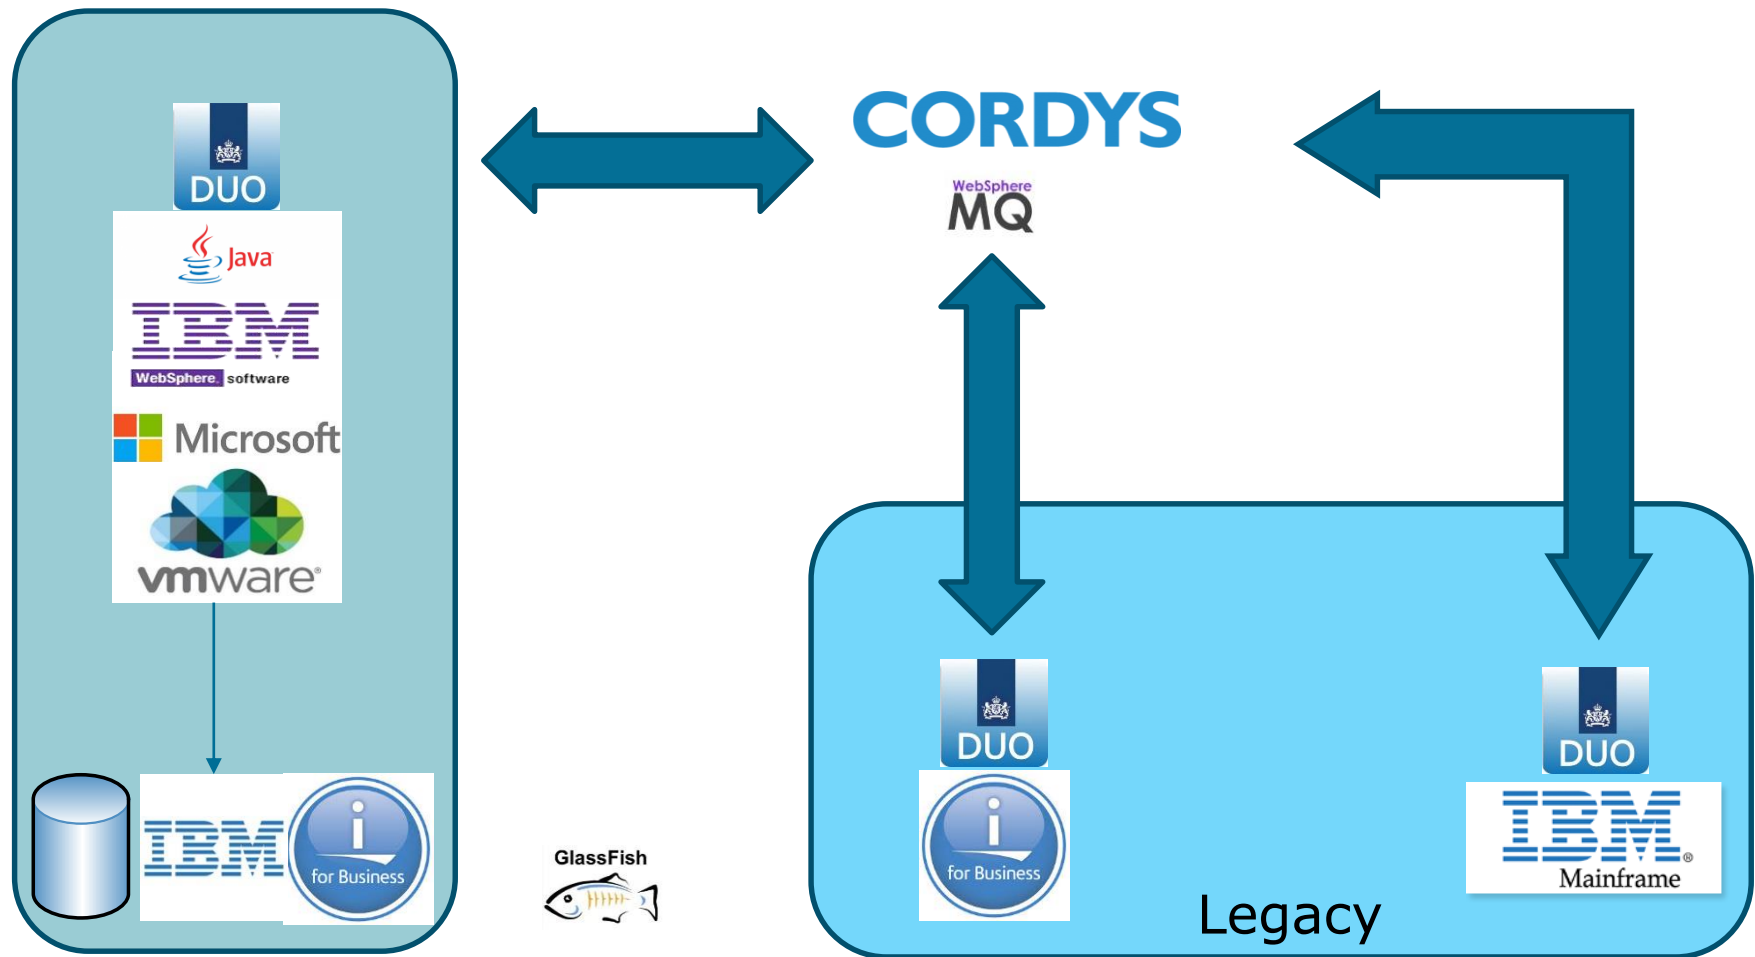 DUO
Java
IBM
WebSphere. software
Microsoft
vmware®
IBM
i
for Business
GlassFish
CORDYS
WebSphere
MQ
DUO
i
for Business
DUO
IBM®
Mainframe
Legacy